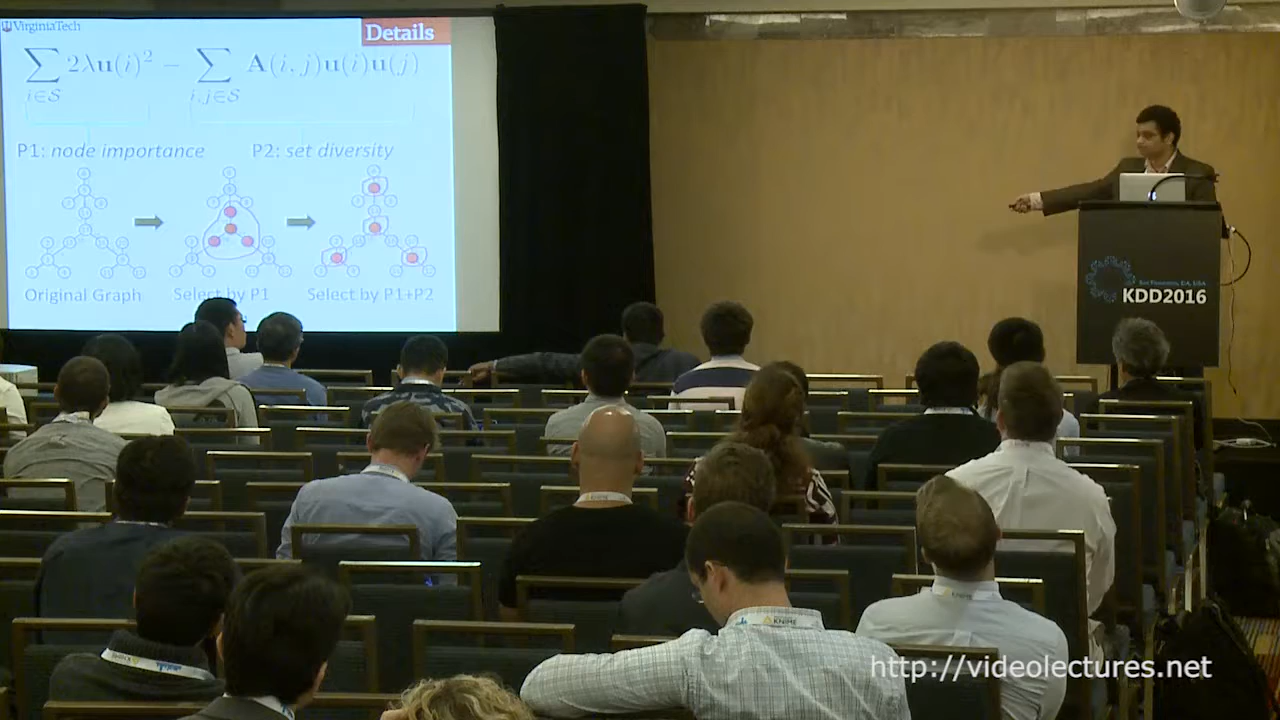 VirginiaTech
Details
∑ 2λu(i)² − ∑ A(i, j)u(i)u(j)
i∈S i,j∈S
P1: node importance P2: set diversity
Original Graph Select by P1 Select by P1+P2
KDD2016
KNIME
http://videolectures.net